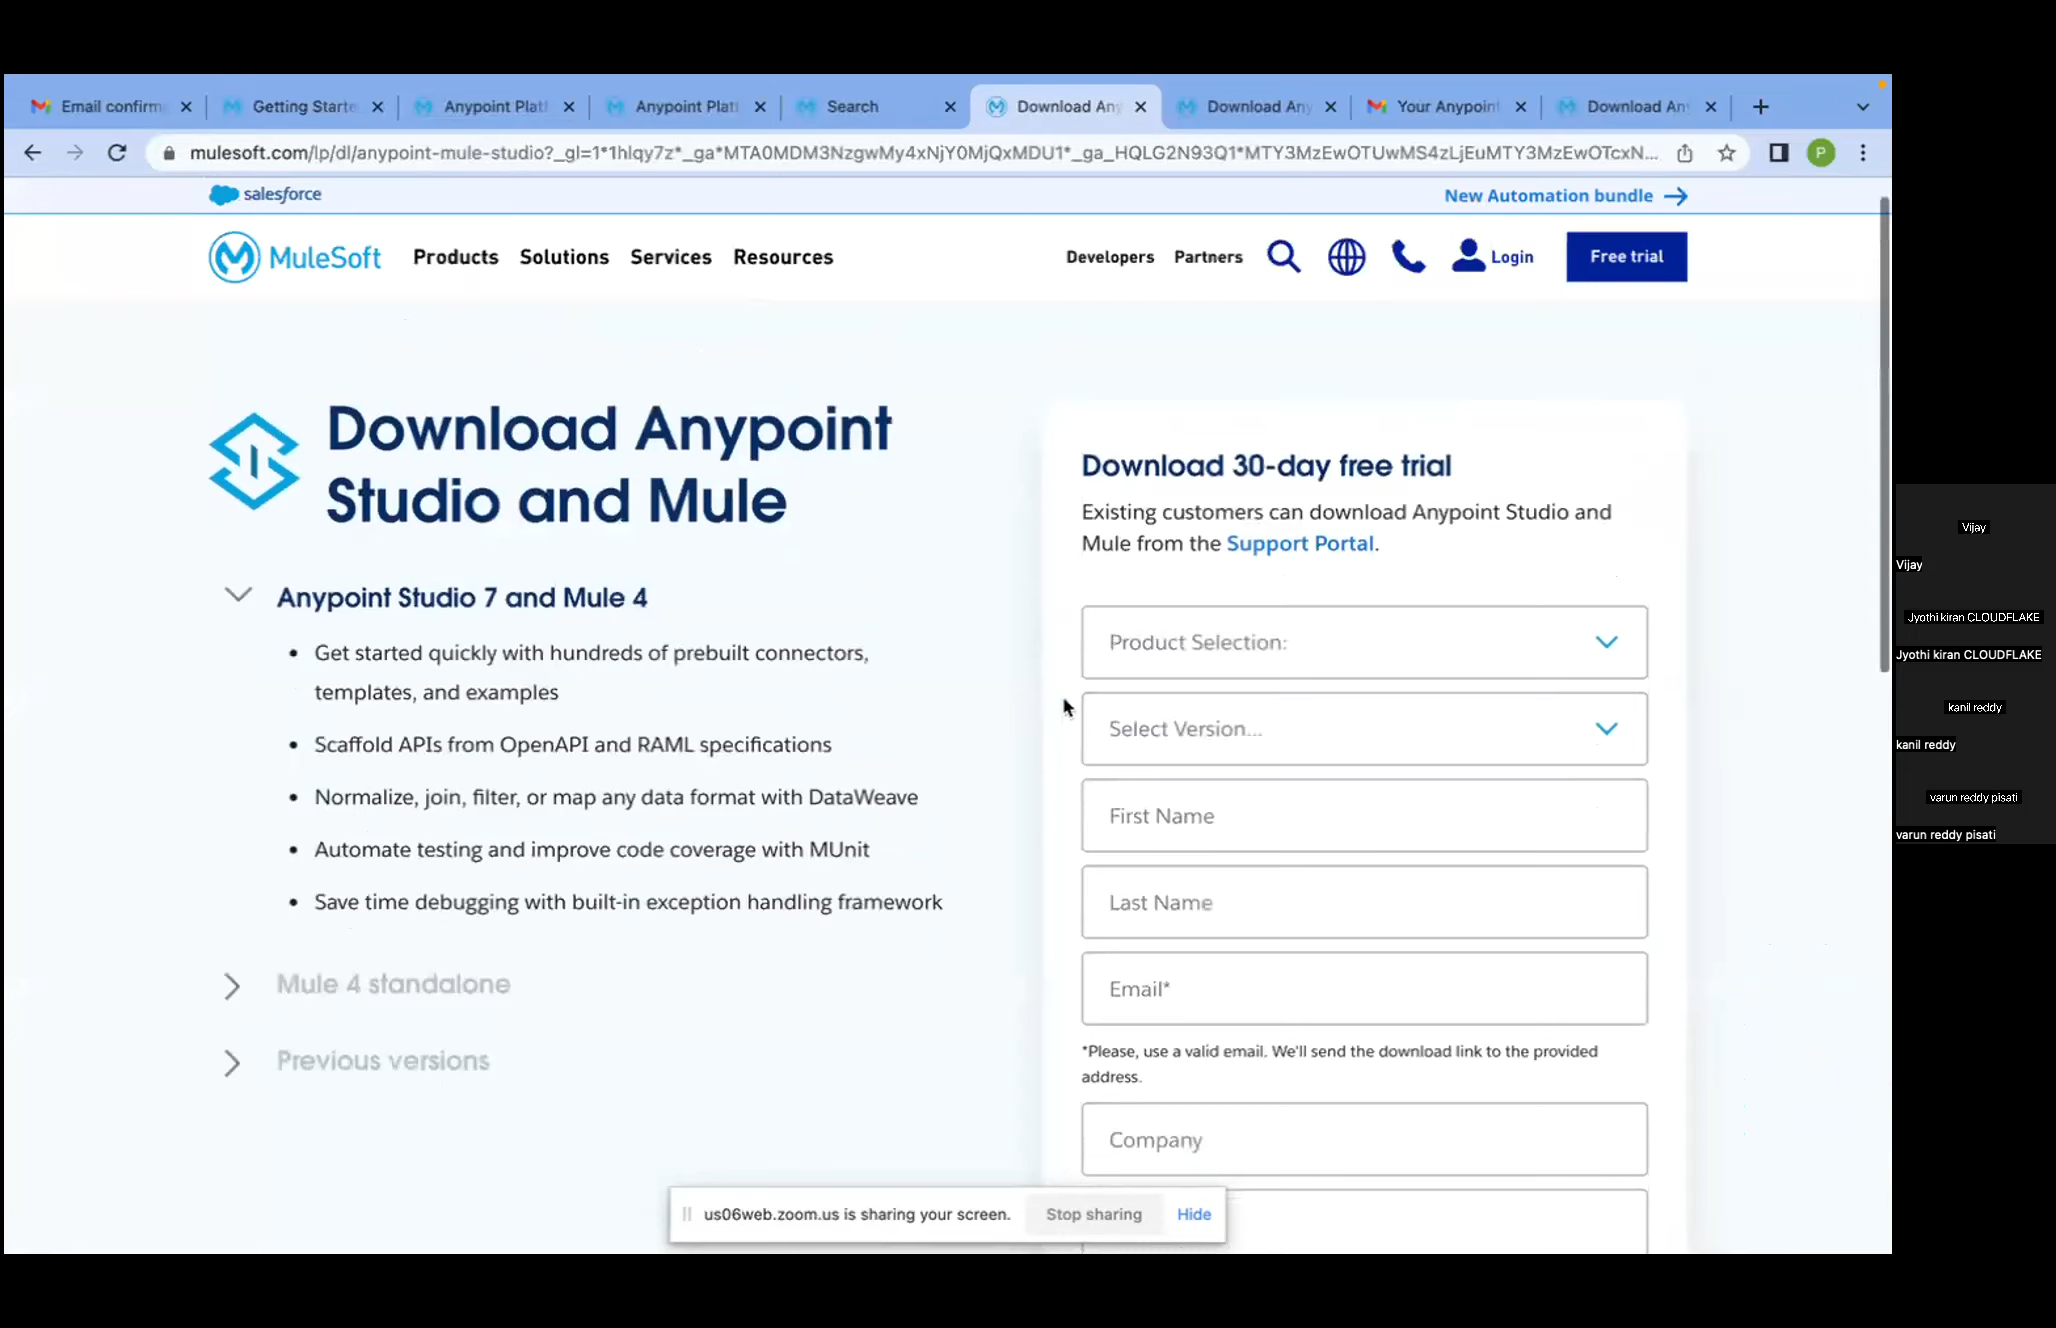 Email confirm
Getting Starte
Anypoint Plat
Anypoint Plat
Search
Download Any
Download Any
Your Anypoint
Download An
mulesoft.com/lp/dl/anypoint-mule-studio?_gl=1*1hlqy7z*_ga*MTA0MDM3NzgwMy4xNjY0MjQxMDU1*_ga_HQLG2N93Q1*MTY3MzEwOTUwMS4zLjEuMTY3MzEwOTcxN...
P
salesforce
New Automation bundle
MuleSoft
Products Solutions Services Resources
Developers Partners Login Free trial
Download Anypoint
Studio and Mule
Anypoint Studio 7 and Mule 4
• Get started quickly with hundreds of prebuilt connectors,
templates, and examples
• Scaffold APIs from OpenAPI and RAML specifications
• Normalize, join, filter, or map any data format with DataWeave
• Automate testing and improve code coverage with MUnit
• Save time debugging with built-in exception handling framework
Mule 4 standalone
Previous versions
Download 30-day free trial
Existing customers can download Anypoint Studio and
Mule from the Support Portal.
Product Selection:
Select Version...
First Name
Last Name
Email*
*Please, use a valid email. We'll send the download link to the provided
address.
Company
us06web.zoom.us is sharing your screen. Stop sharing Hide
Vijay
Vijay
Jyothi kiran CLOUDFLAKE
Jyothi kiran CLOUDFLAKE
kanil reddy
kanil reddy
varun reddy pisati
varun reddy pisati